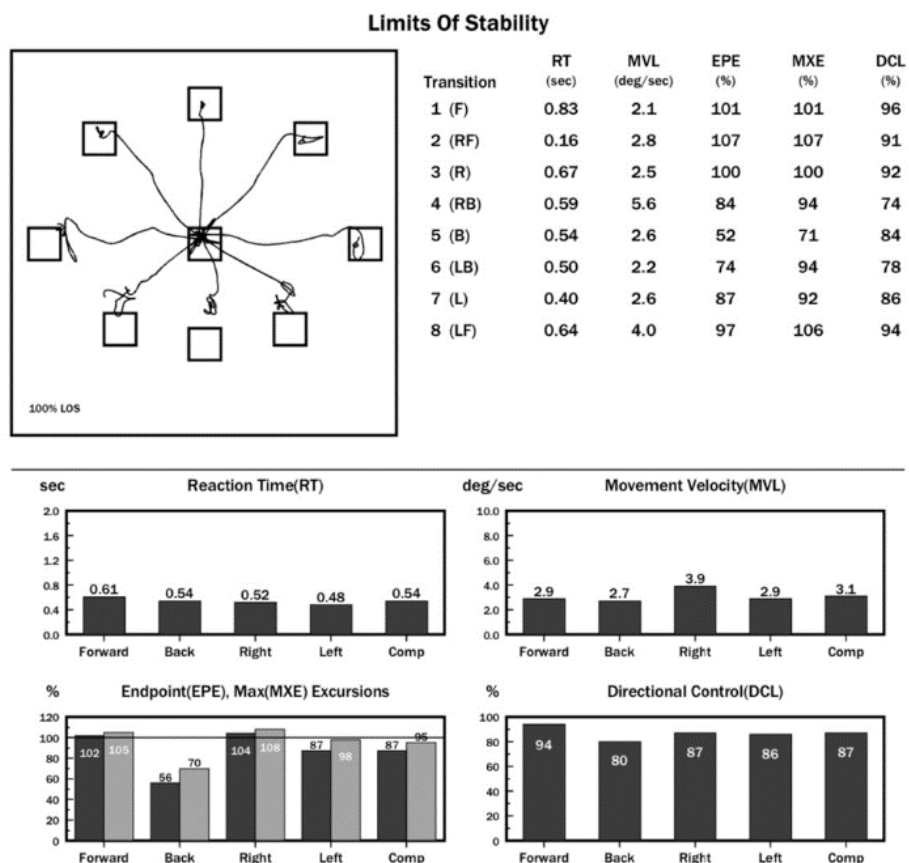 Limits Of Stability
RT MVL EPE MXE DCL
Transition (sec) (deg/sec) (%) (%) (%)
1 (F) 0.83 2.1 101 101 96
2 (RF) 0.16 2.8 107 107 91
3 (R) 0.67 2.5 100 100 92
4 (RB) 0.59 5.6 84 94 74
5 (B) 0.54 2.6 52 71 84
6 (LB) 0.50 2.2 74 94 78
7 (L) 0.40 2.6 87 92 86
8 (LF) 0.64 4.0 97 106 94
100% LOS
sec Reaction Time(RT)
2.0
1.6
1.2
0.8
0.4
0.0
0.61 0.54 0.52 0.48 0.54
Forward Back Right Left Comp
deg/sec Movement Velocity(MVL)
10.0
8.0
6.0
4.0
2.0
0.0
2.9 2.7 3.9 2.9 3.1
Forward Back Right Left Comp
% Endpoint(EPE), Max(MXE) Excursions
120
100
80
60
40
20
0
102 105 56 70 104 108 87 98 87 95
Forward Back Right Left Comp
% Directional Control(DCL)
100
80
60
40
20
0
94 80 87 86 87
Forward Back Right Left Comp